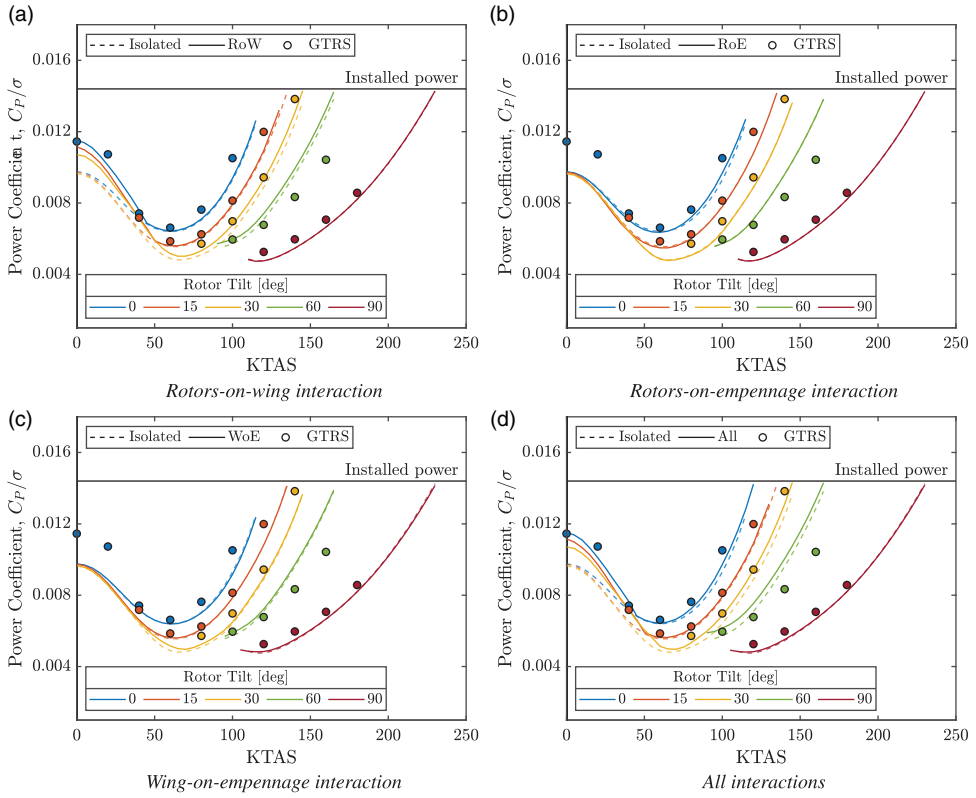 (a)
Isolated RoW GTRS
Installed power
0.016
0.012
0.008
0.004
Power Coefficie t, C_P/σ
Rotor Tilt [deg]
0 15 30 60 90
0 50 100 150 200 250
KTAS
Rotors-on-wing interaction
(b)
Isolated RoE GTRS
Installed power
0.016
0.012
0.008
0.004
Power Coefficient, C_P/σ
Rotor Tilt [deg]
0 15 30 60 90
0 50 100 150 200 250
KTAS
Rotors-on-empennage interaction
(c)
Isolated WoE GTRS
Installed power
0.016
0.012
0.008
0.004
Power Coefficient, C_P/σ
Rotor Tilt [deg]
0 15 30 60 90
0 50 100 150 200 250
KTAS
Wing-on-empennage interaction
(d)
Isolated All GTRS
Installed power
0.016
0.012
0.008
0.004
Power Coefficient, C_P/σ
Rotor Tilt [deg]
0 15 30 60 90
0 50 100 150 200 250
KTAS
All interactions